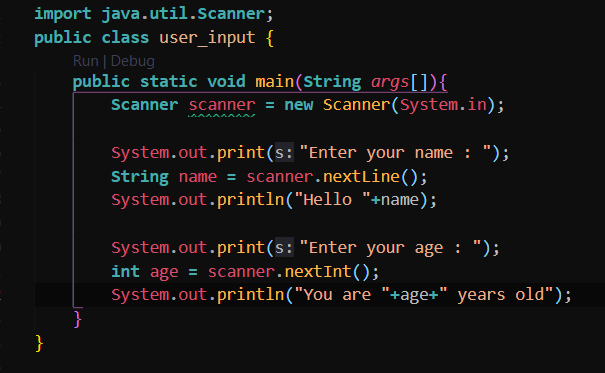 import java.util.Scanner;
public class user_input {
Run | Debug
public static void main(String args[]){
Scanner scanner = new Scanner(System.in);
System.out.print(s:"Enter your name : ");
String name = scanner.nextLine();
System.out.println("Hello "+name);
System.out.print(s:"Enter your age : ");
int age = scanner.nextInt();
System.out.println("You are "+age+" years old");
}
}